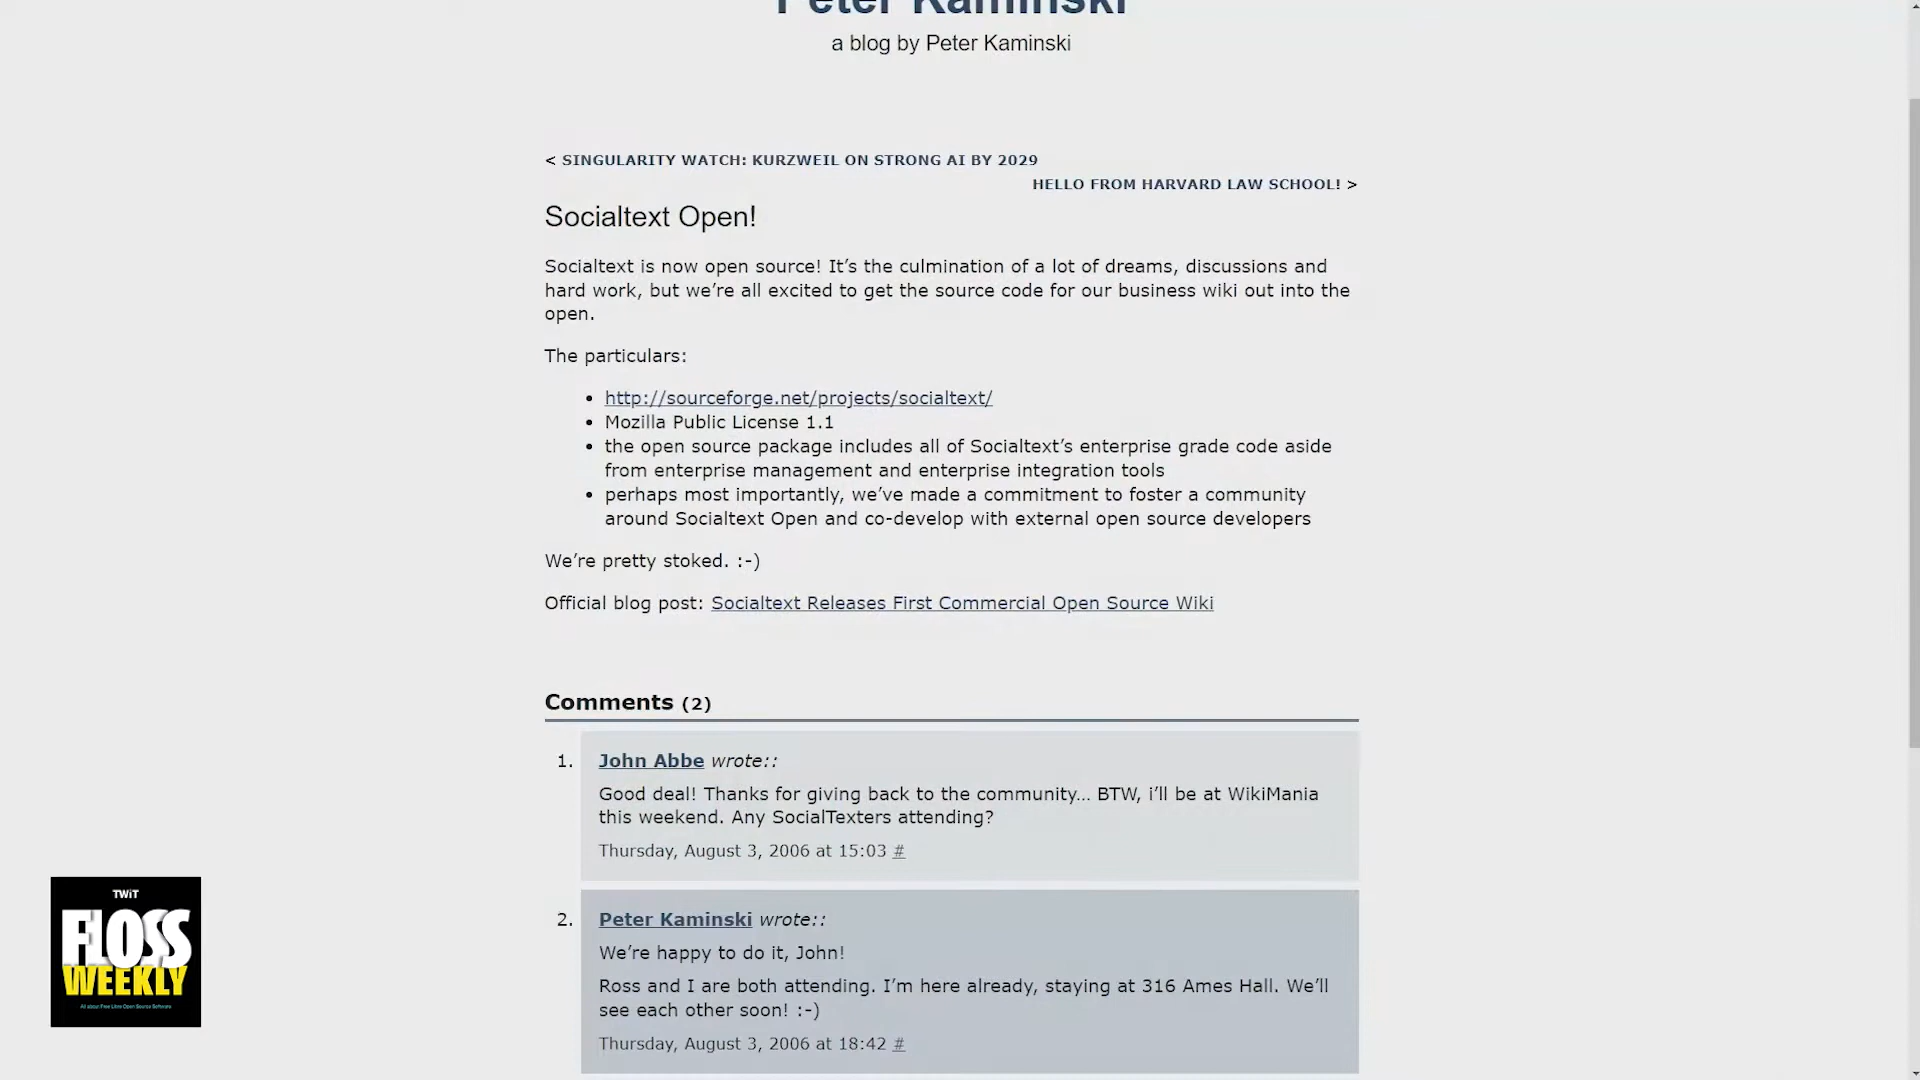 Peter Kaminski
a blog by Peter Kaminski
< SINGULARITY WATCH: KURZWEIL ON STRONG AI BY 2029
HELLO FROM HARVARD LAW SCHOOL! >
Socialtext Open!
Socialtext is now open source! It’s the culmination of a lot of dreams, discussions and
hard work, but we’re all excited to get the source code for our business wiki out into the
open.
The particulars:
• http://sourceforge.net/projects/socialtext/
• Mozilla Public License 1.1
• the open source package includes all of Socialtext’s enterprise grade code aside
from enterprise management and enterprise integration tools
• perhaps most importantly, we’ve made a commitment to foster a community
around Socialtext Open and co-develop with external open source developers
We’re pretty stoked. :-)
Official blog post: Socialtext Releases First Commercial Open Source Wiki
Comments (2)
1. John Abbe wrote::
Good deal! Thanks for giving back to the community… BTW, i’ll be at WikiMania
this weekend. Any SocialTexters attending?
Thursday, August 3, 2006 at 15:03 #
2. Peter Kaminski wrote::
We’re happy to do it, John!
Ross and I are both attending. I’m here already, staying at 316 Ames Hall. We’ll
see each other soon! :-)
Thursday, August 3, 2006 at 18:42 #
TWiT
FLOSS
WEEKLY
All about Free Libre Open Source Software